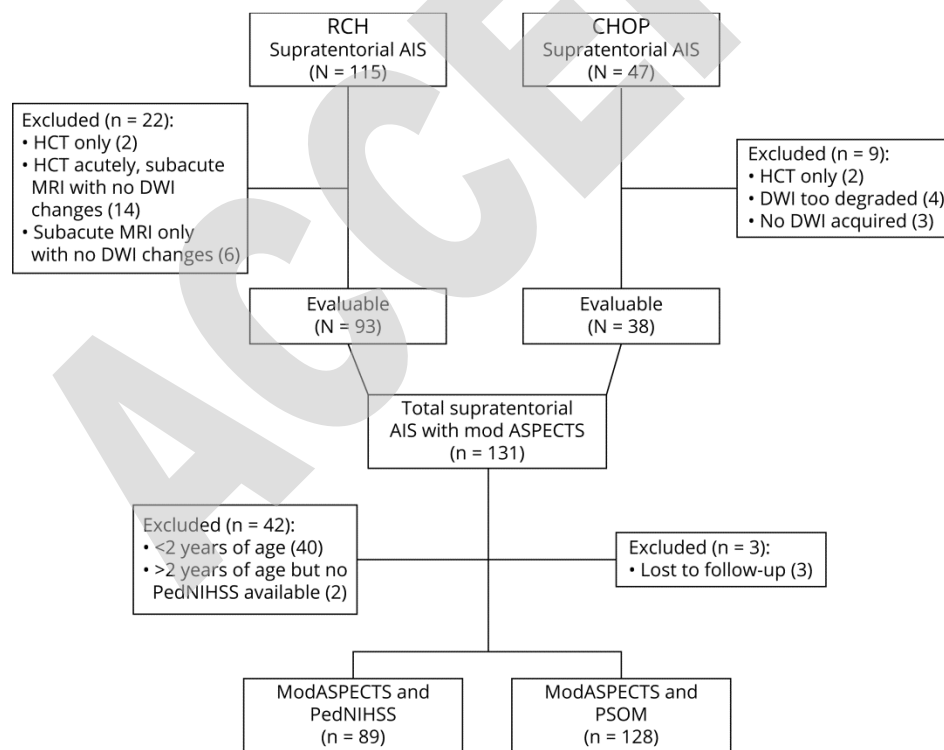 RCH
Supratentorial AIS
(N = 115)
CHOP
Supratentorial AIS
(N = 47)
Excluded (n = 22):
• HCT only (2)
• HCT acutely, subacute
MRI with no DWI
changes (14)
• Subacute MRI only
with no DWI changes (6)
Excluded (n = 9):
• HCT only (2)
• DWI too degraded (4)
• No DWI acquired (3)
Evaluable
(N = 93)
Evaluable
(N = 38)
Total supratentorial
AIS with mod ASPECTS
(n = 131)
Excluded (n = 42):
• <2 years of age (40)
• >2 years of age but no
PedNIHSS available (2)
Excluded (n = 3):
• Lost to follow-up (3)
ModASPECTS and
PedNIHSS
(n = 89)
ModASPECTS and
PSOM
(n = 128)